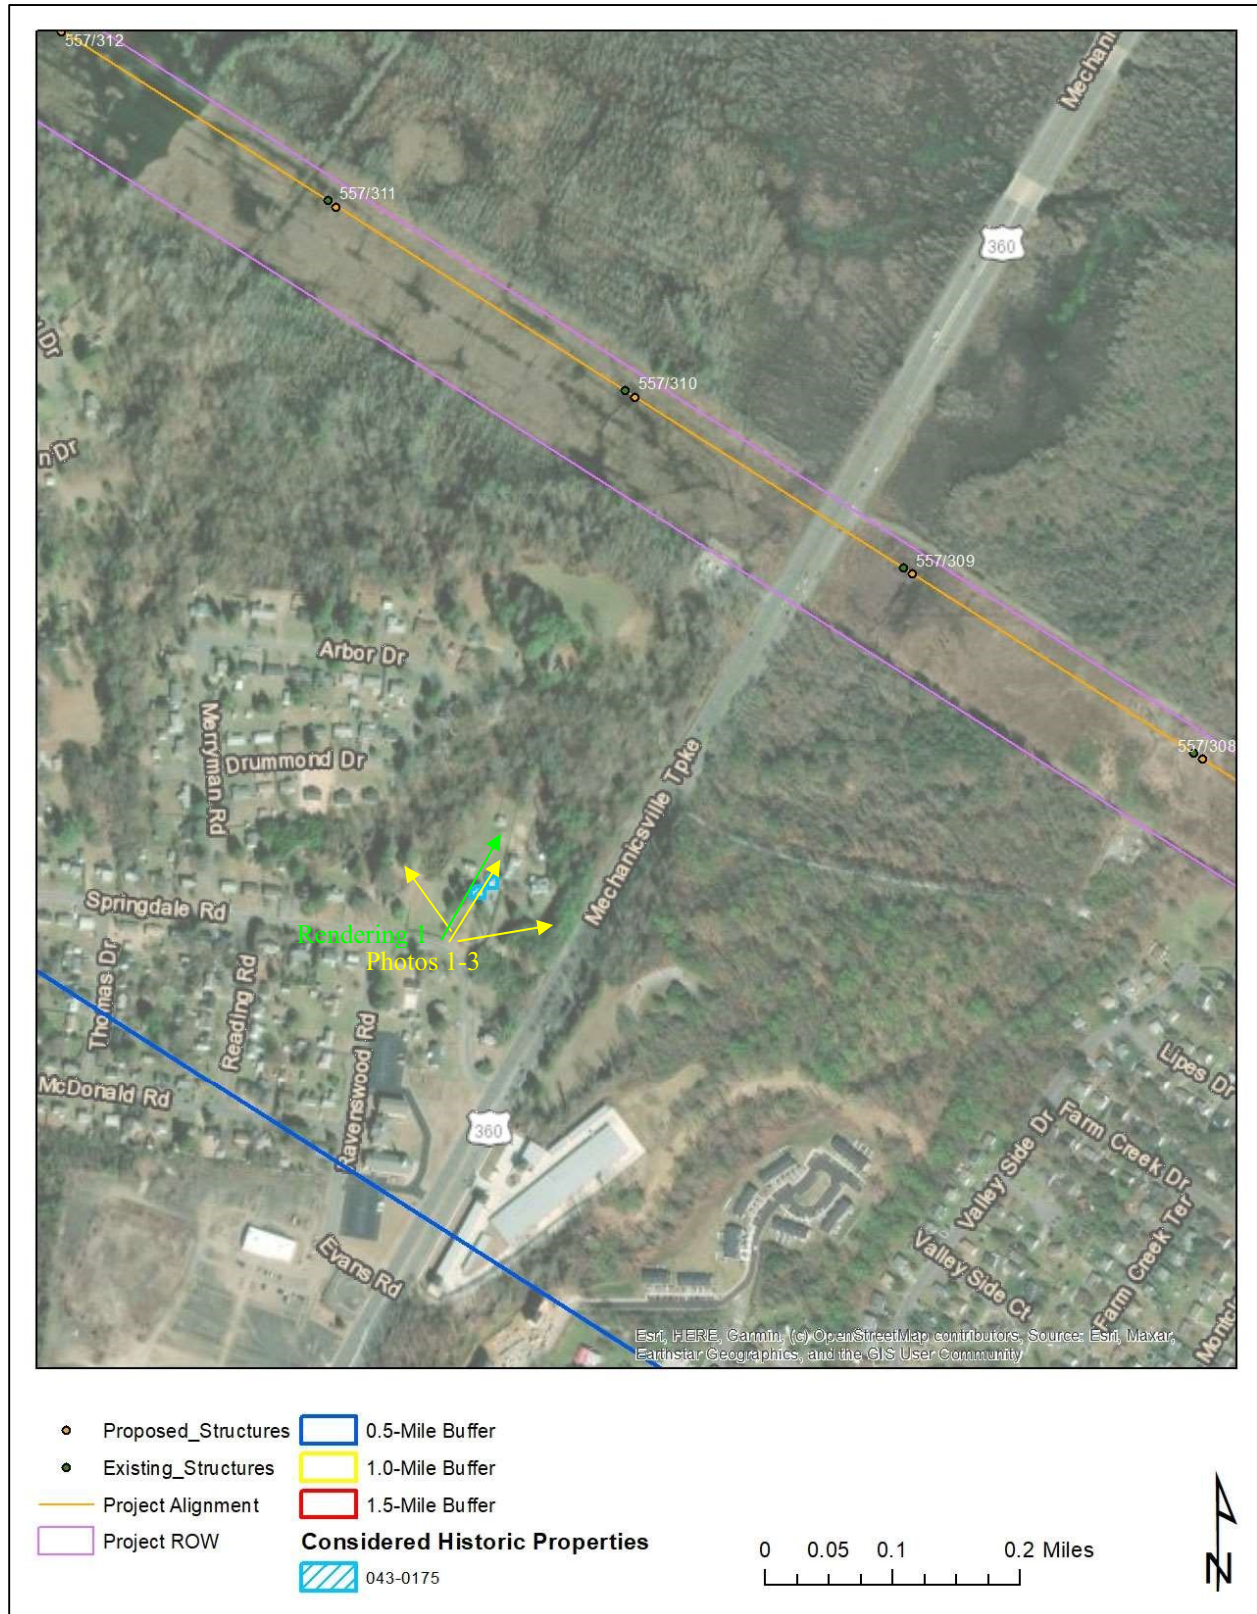 557/312
Mechani
557/311
360
557/310
Dr
n Dr
557/309
Arbor Dr
557/308
Merryman Rd
Drummond Dr
Mechanicsville Tpke
Springdale Rd
Rendering 1
Photos 1-3
Thomas Dr
Reading Rd
Ravenswood Rd
McDonald Rd
Lipes Dr
360
Farm Creek Dr
Valley Side Dr
Evans Rd
Valley Side Ct
Farm Creek Ter
Esri, HERE, Garmin, (c) OpenStreetMap contributors, Source: Esri, Maxar,
Earthstar Geographics, and the GIS User Community
Proposed_Structures
Existing_Structures
Project Alignment
Project ROW
0.5-Mile Buffer
1.0-Mile Buffer
1.5-Mile Buffer
Considered Historic Properties
043-0175
0 0.05 0.1 0.2 Miles
N